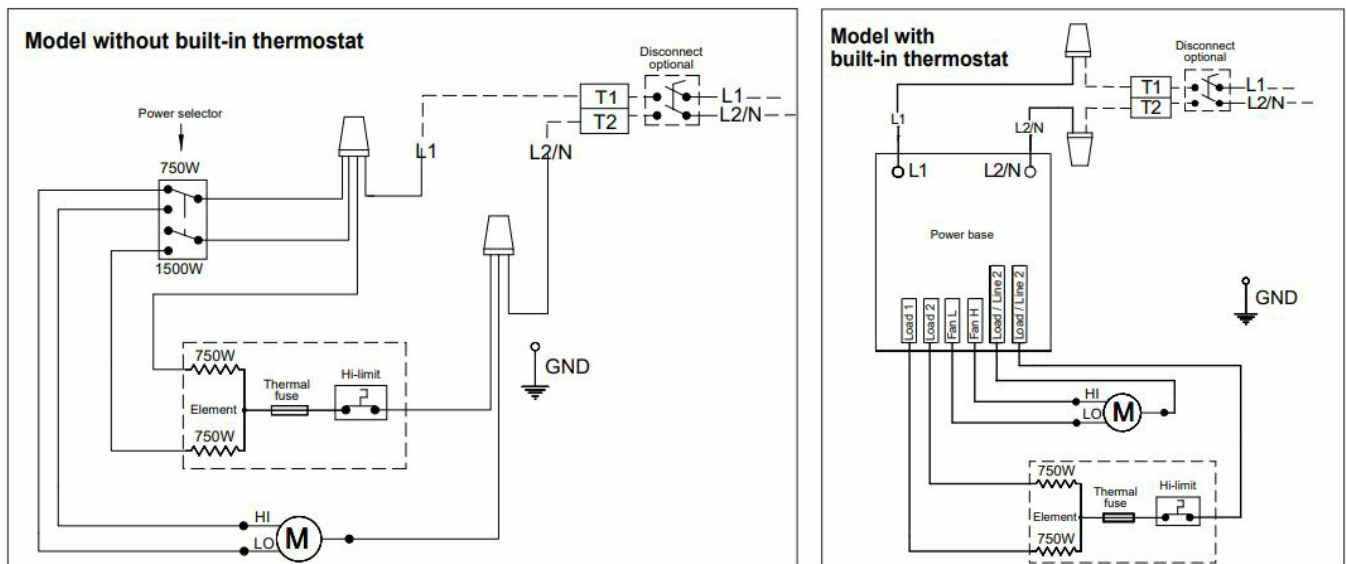 Model without built-in thermostat
Disconnect
optional
T1
L1
T2
L2/N
Power selector
L1
L2/N
750W
1500W
750W
Thermal
fuse
Hi-limit
Element
750W
GND
HI
LO
M
Model with
built-in thermostat
Disconnect
optional
T1
L1
T2
L2/N
L1
L2/N
L1
L2/N
Power base
Load 1
Load 2
Fan L
Fan H
Load / Line 2
Load / Line 2
GND
HI
LO
M
750W
Thermal
fuse
Hi-limit
Element
750W